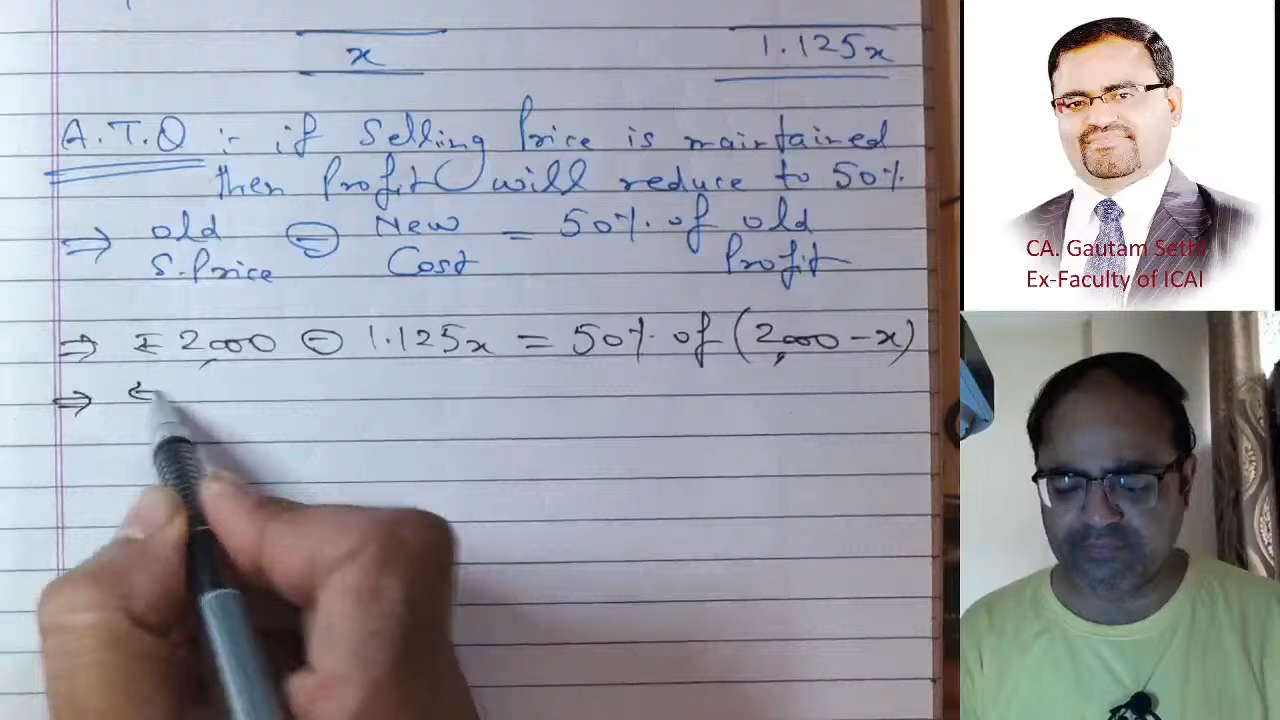 x 1.125x
A.T.Q :- if Selling Price is maintained
then Profit will reduce to 50%
⇒ old S.Price ⊖ New Cost = 50% of old Profit
⇒ ₹ 2,000 ⊖ 1.125x = 50% of (2,000 - x)
⇒
CA. Gautam Sethi
Ex-Faculty of ICAI